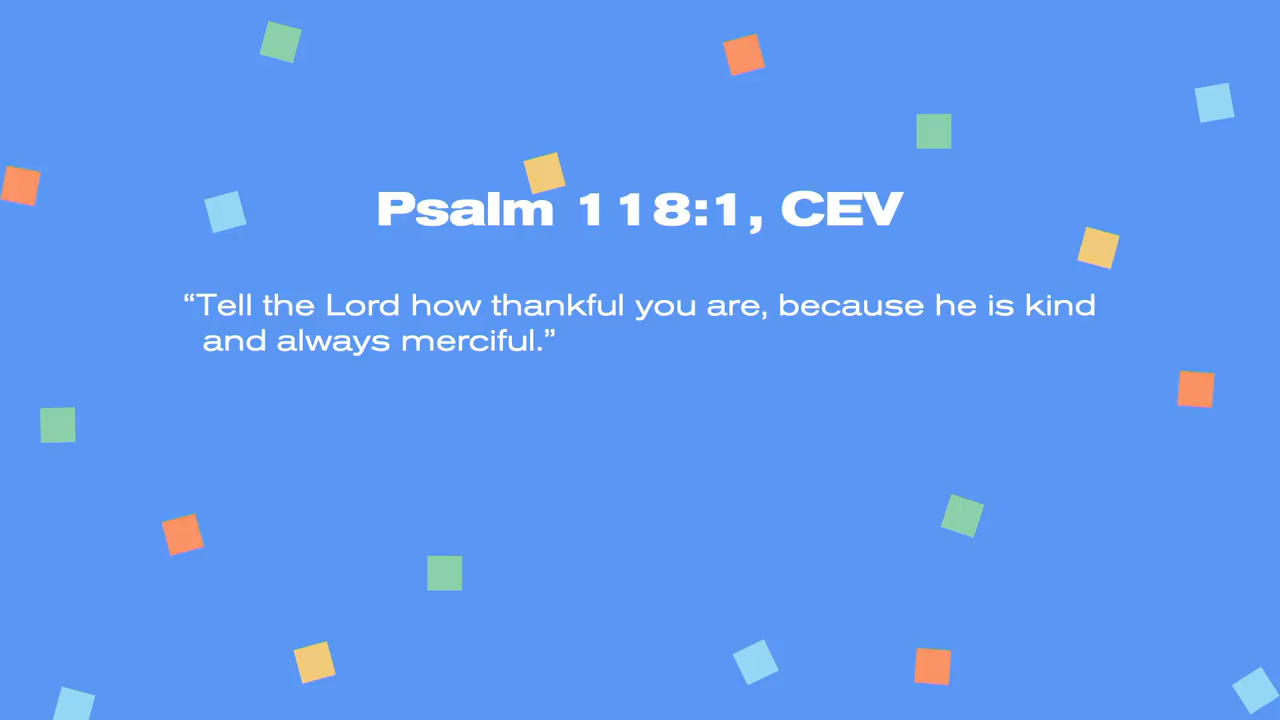 Psalm 118:1, CEV
“Tell the Lord how thankful you are, because he is kind
and always merciful.”